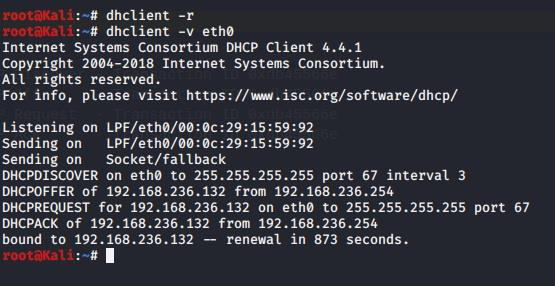 root@Kali:~# dhclient -r
root@Kali:~# dhclient -v eth0
Internet Systems Consortium DHCP Client 4.4.1
Copyright 2004-2018 Internet Systems Consortium.
All rights reserved.
For info, please visit https://www.isc.org/software/dhcp/

Listening on LPF/eth0/00:0c:29:15:59:92
Sending on   LPF/eth0/00:0c:29:15:59:92
Sending on   Socket/fallback
DHCPDISCOVER on eth0 to 255.255.255.255 port 67 interval 3
DHCPOFFER of 192.168.236.132 from 192.168.236.254
DHCPREQUEST for 192.168.236.132 on eth0 to 255.255.255.255 port 67
DHCPACK of 192.168.236.132 from 192.168.236.254
bound to 192.168.236.132 -- renewal in 873 seconds.
root@Kali:~#